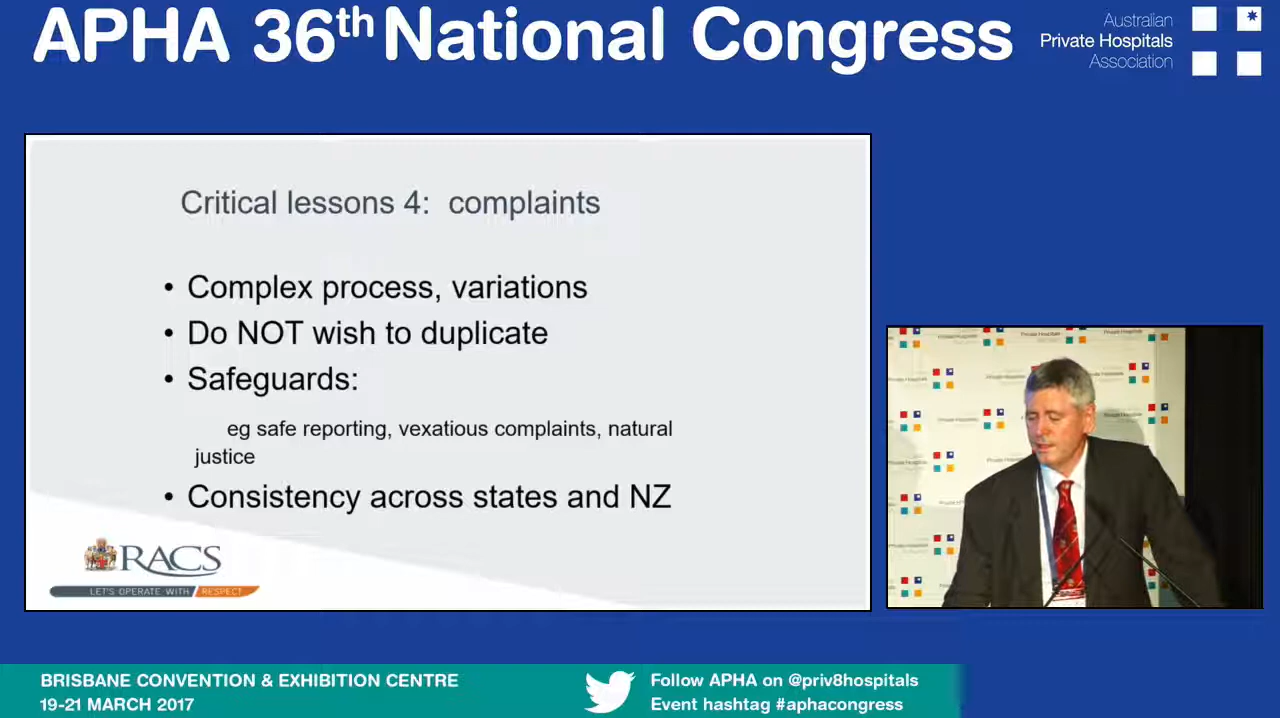 APHA 36th National Congress
Australian
Private Hospitals
Association
Critical lessons 4: complaints
• Complex process, variations
• Do NOT wish to duplicate
• Safeguards:
eg safe reporting, vexatious complaints, natural
justice
• Consistency across states and NZ
RACS
LET'S OPERATE WITH RESPECT
BRISBANE CONVENTION & EXHIBITION CENTRE
19-21 MARCH 2017
Follow APHA on @priv8hospitals
Event hashtag #aphacongress